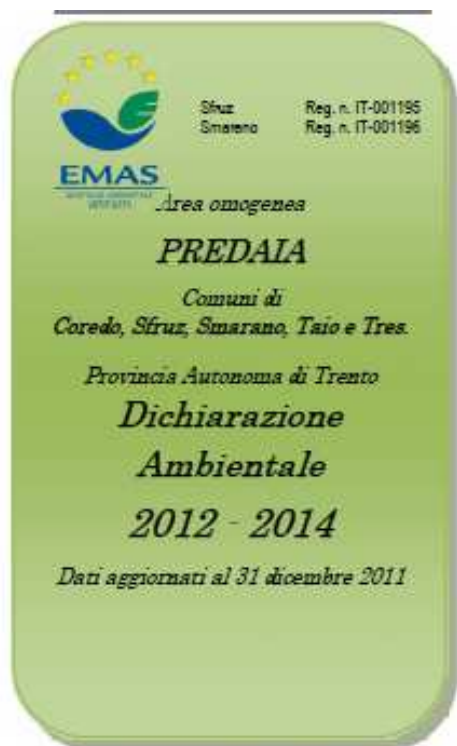 Sfruz Reg. n. IT-001195
Smarano Reg. n. IT-001196
EMAS
Area omogenea
PREDAIA
Comuni di
Coredo, Sfruz, Smarano, Taio e Tres.
Provincia Autonoma di Trento
Dichiarazione
Ambientale
2012 - 2014
Dati aggiornati al 31 dicembre 2011